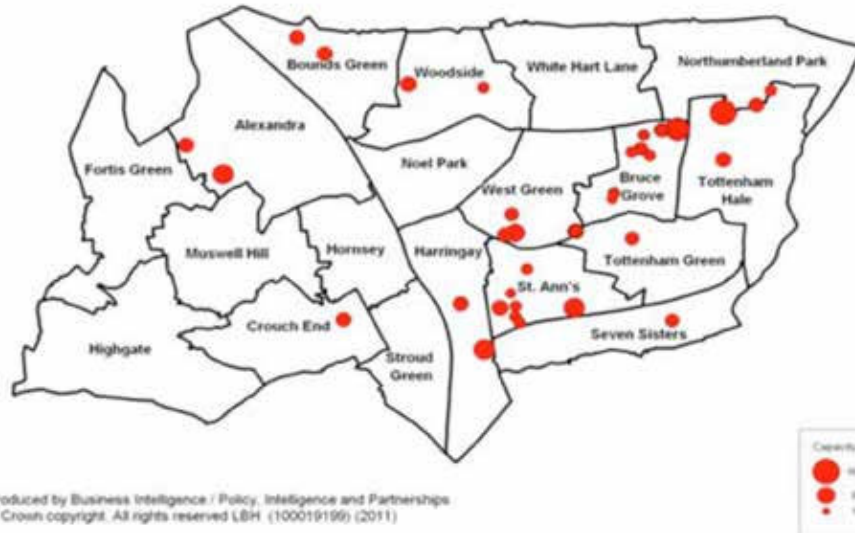 Bounds Green
Woodside
White Hart Lane
Northumberland Park
Alexandra
Fortis Green
Noel Park
West Green
Bruce
Grove
Tottenham
Hale
Muswell Hill
Hornsey
Harringay
Tottenham Green
St. Ann's
Crouch End
Seven Sisters
Highgate
Stroud
Green
oduced by Business Intelligence / Policy, Intelligence and Partnerships
Crown copyright. All rights reserved LBH (100019199) (2011)
Capacity